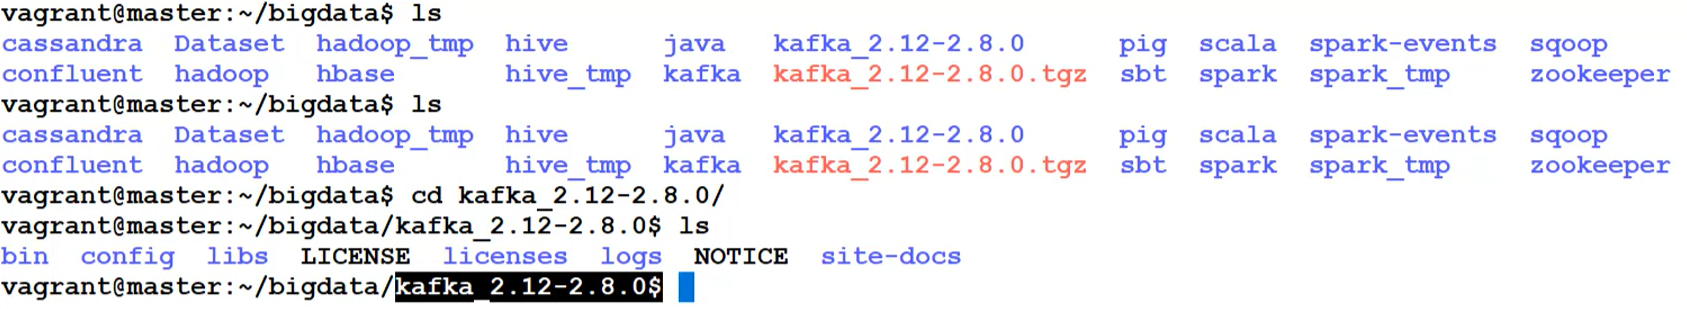 vagrant@master:~/bigdata$ ls
cassandra Dataset hadoop_tmp hive java kafka_2.12-2.8.0 pig scala spark-events sqoop
confluent hadoop hbase hive_tmp kafka kafka_2.12-2.8.0.tgz sbt spark spark_tmp zookeeper
vagrant@master:~/bigdata$ ls
cassandra Dataset hadoop_tmp hive java kafka_2.12-2.8.0 pig scala spark-events sqoop
confluent hadoop hbase hive_tmp kafka kafka_2.12-2.8.0.tgz sbt spark spark_tmp zookeeper
vagrant@master:~/bigdata$ cd kafka_2.12-2.8.0/
vagrant@master:~/bigdata/kafka_2.12-2.8.0$ ls
bin config libs LICENSE licenses logs NOTICE site-docs
vagrant@master:~/bigdata/kafka_2.12-2.8.0$